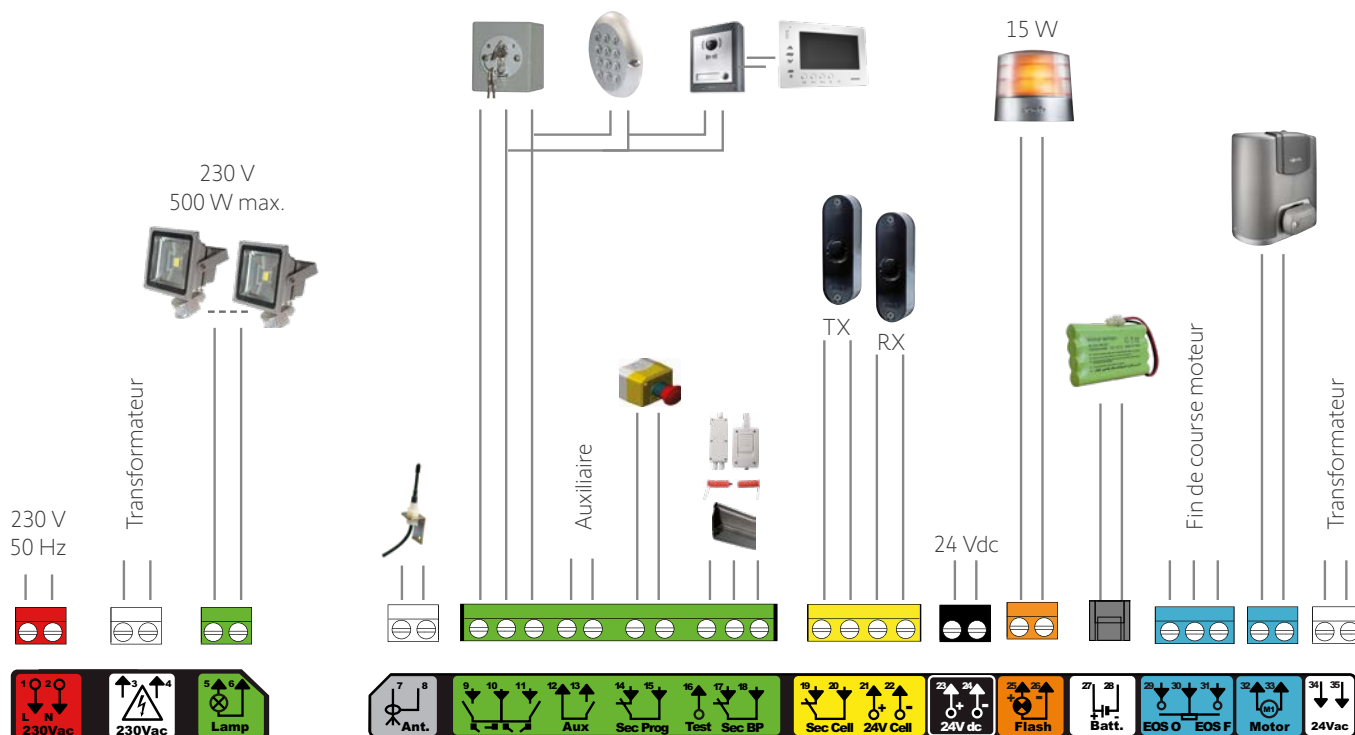 15 W
230 V
500 W max.
TX
RX
Transformateur
Auxiliaire
Fin de course moteur
Transformateur
230 V
50 Hz
24 Vdc
1 2
L N
230Vac
3 4
230Vac
5 6
Lamp
7 8
Ant.
9 10 11
12 13
Aux
14 15
Sec Prog
16
Test
17 18
Sec BP
19 20
Sec Cell
21 22
+ -
24V Cell
23 24
+ -
24V dc
25 26
+ -
Flash
27 28
Batt.
29 30 31
EOS O EOS F
32 33
M1
Motor
34 35
24Vac